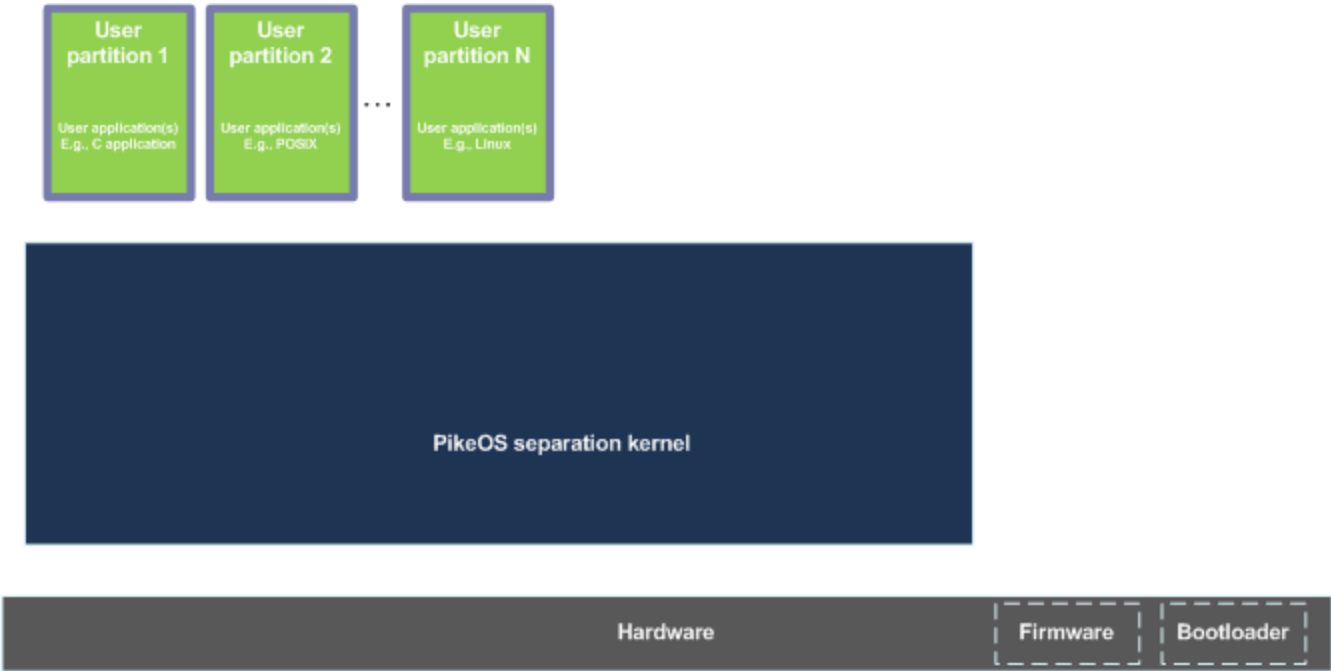 User
partition 1
User application(s)
E.g., C application
User
partition 2
User application(s)
E.g., POSIX
...
User
partition N
User application(s)
E.g., Linux
PikeOS separation kernel
Hardware
Firmware
Bootloader